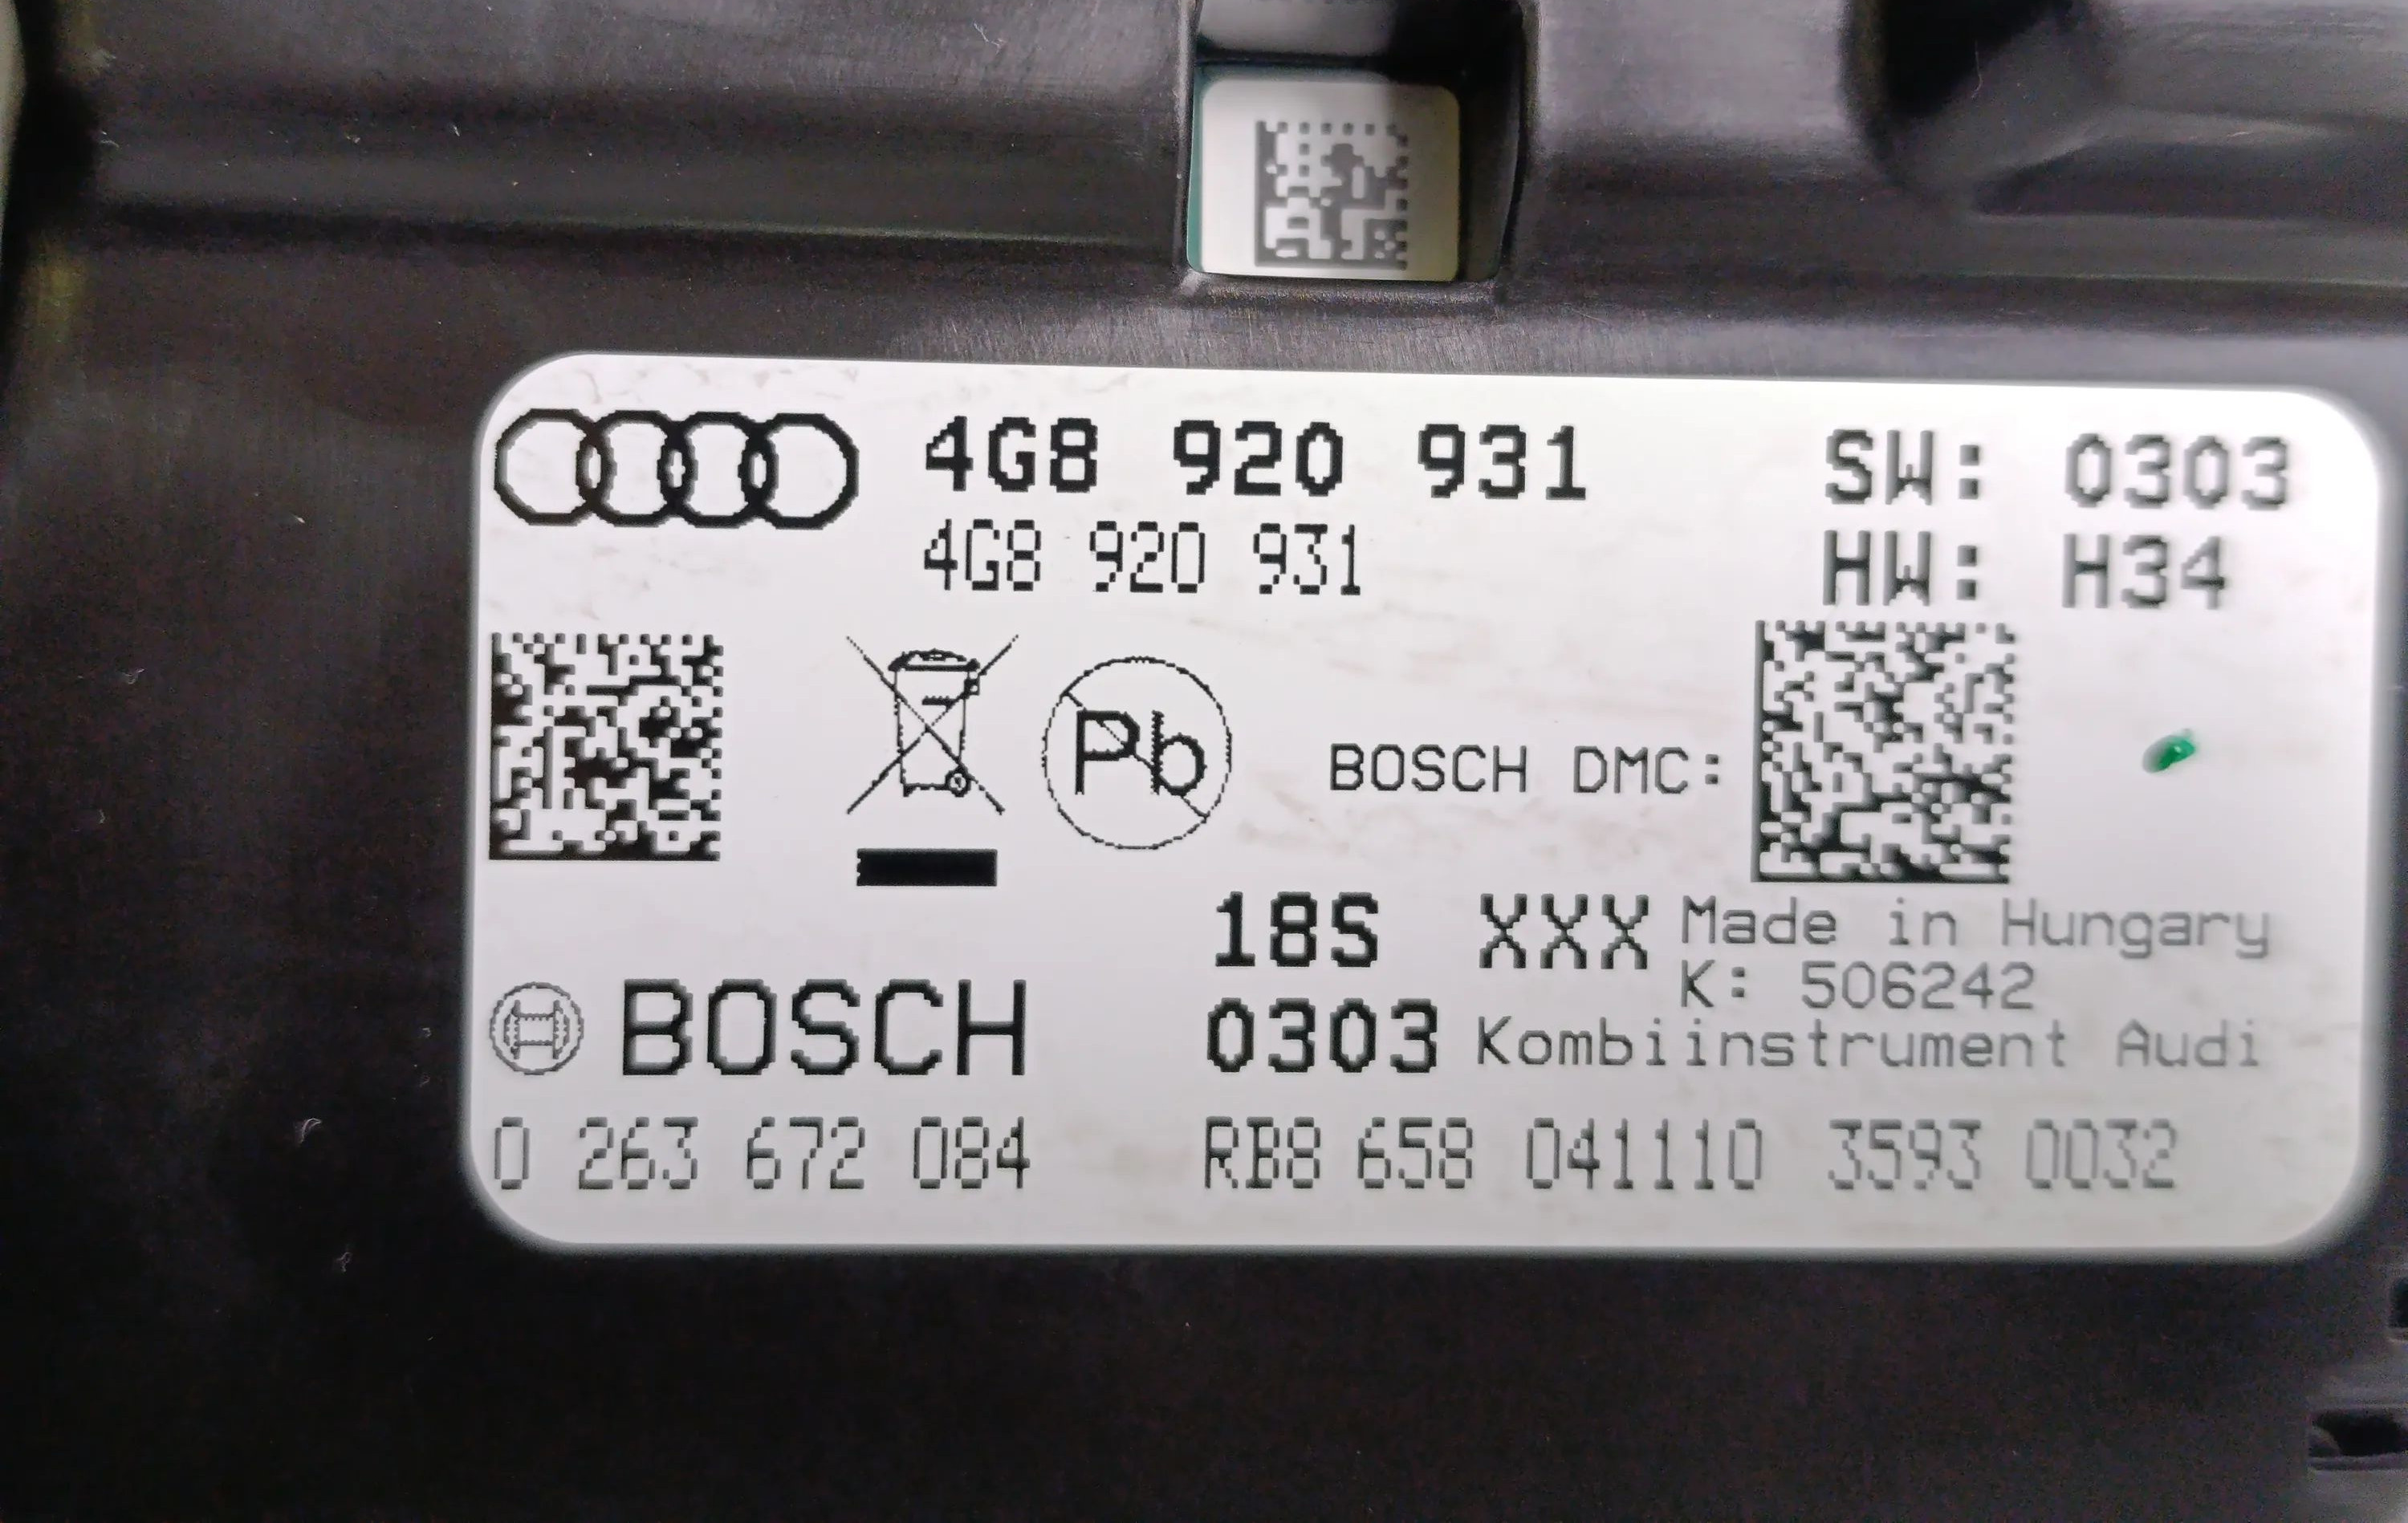 4G8 920 931 SW: 0303
4G8 920 931 HW: H34
Pb BOSCH DMC:
18S XXX Made in Hungary
K: 506242
BOSCH 0303 Kombiinstrument Audi
0 263 672 084 RB8 658 041110 3593 0032